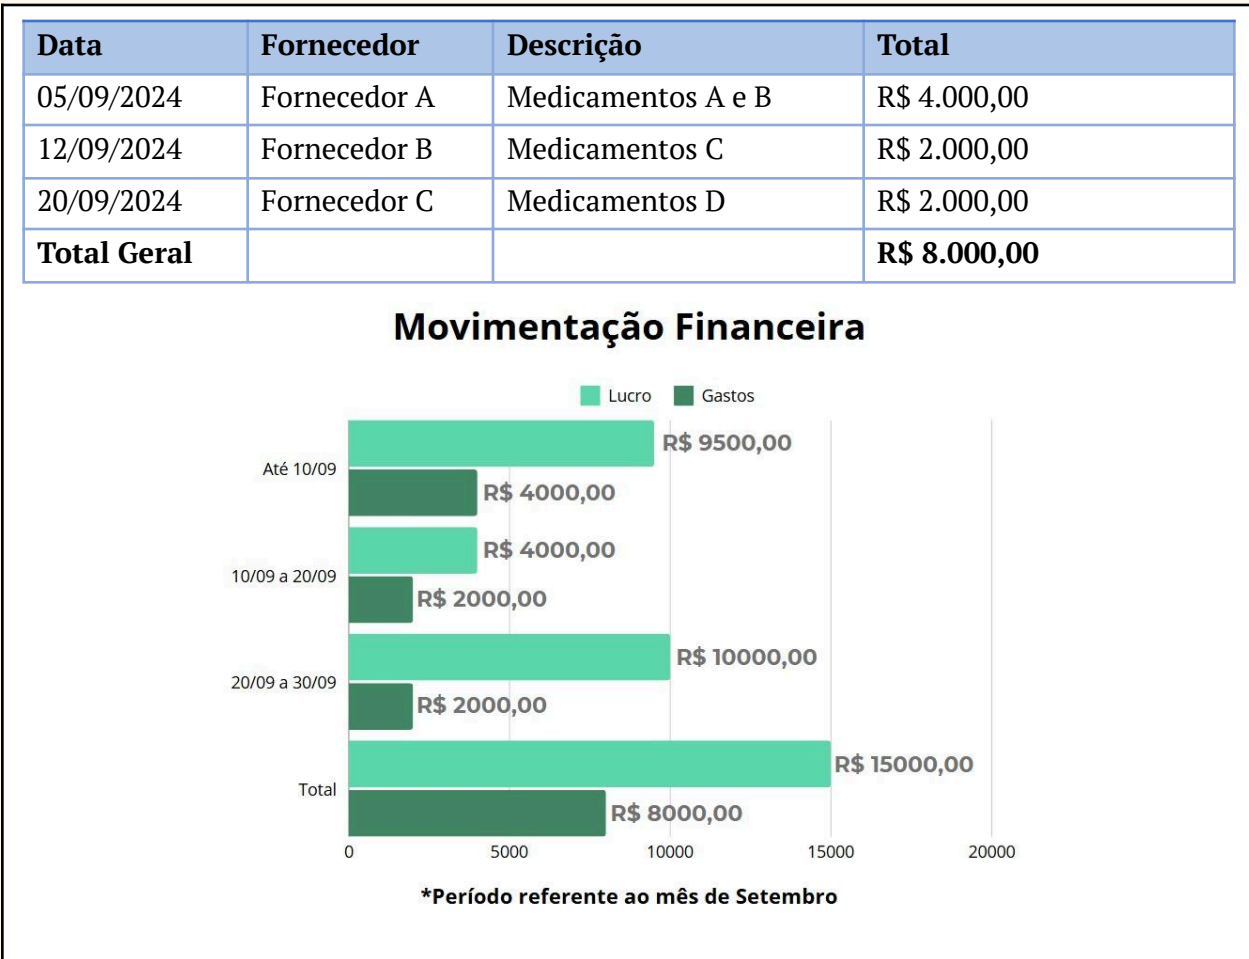 Data Fornecedor Descrição Total
05/09/2024 Fornecedor A Medicamentos A e B R$ 4.000,00
12/09/2024 Fornecedor B Medicamentos C R$ 2.000,00
20/09/2024 Fornecedor C Medicamentos D R$ 2.000,00
Total Geral R$ 8.000,00
Movimentação Financeira
Lucro Gastos
R$ 9500,00
Até 10/09
R$ 4000,00
R$ 4000,00
10/09 a 20/09
R$ 2000,00
R$ 10000,00
20/09 a 30/09
R$ 2000,00
R$ 15000,00
Total
R$ 8000,00
0 5000 10000 15000 20000
*Período referente ao mês de Setembro